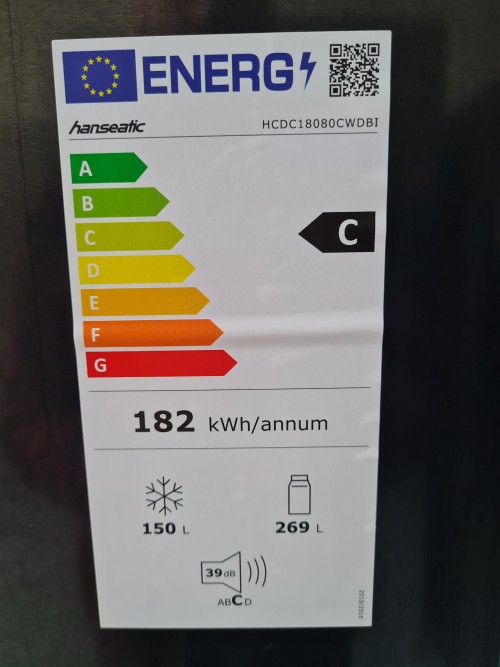 ENERG
hanseatic
HCDC18080CWDBI
A
B
C
C
D
E
F
G
182 kWh/annum
150 L
269 L
39dB
ABCD
2019/2016